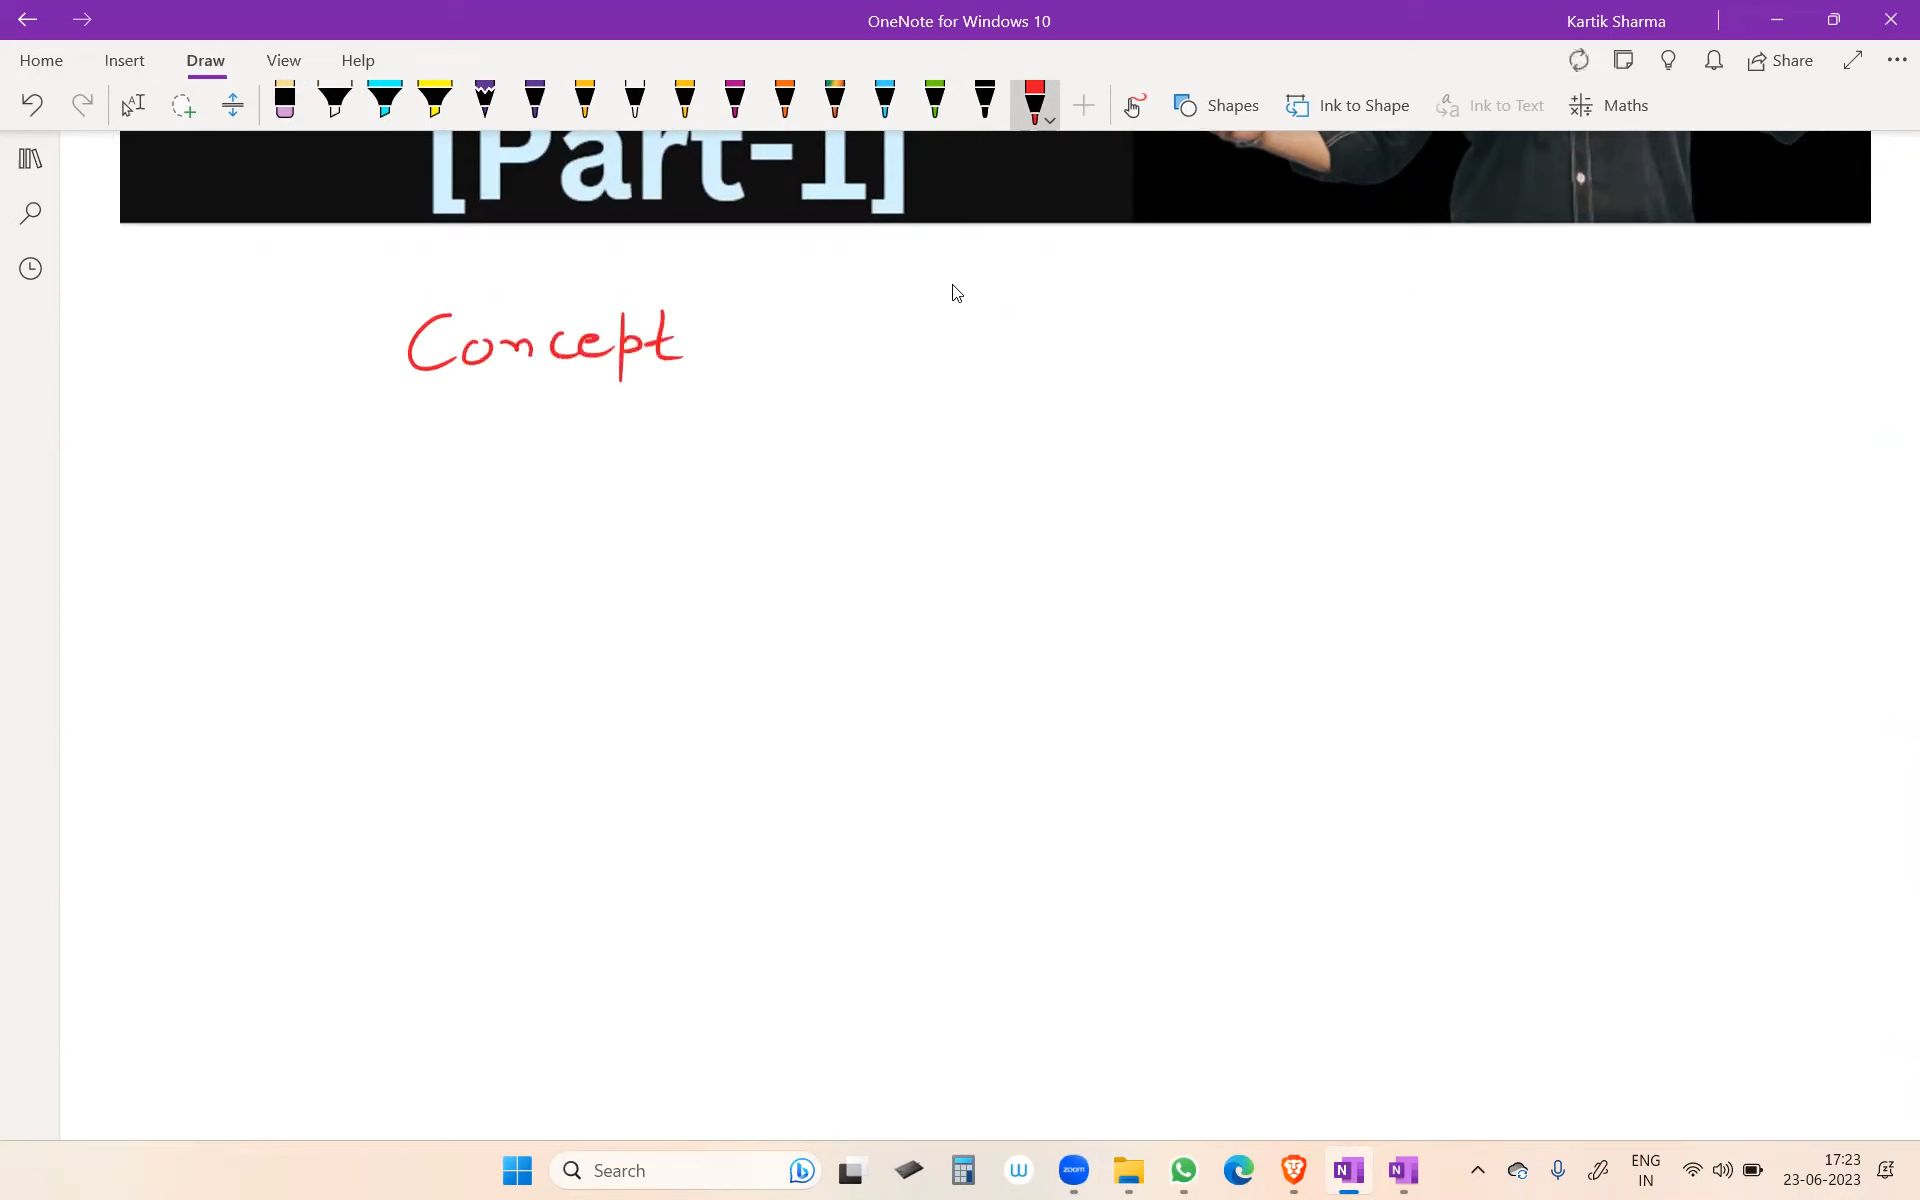 OneNote for Windows 10
Kartik Sharma
Home Insert Draw View Help
Share
Shapes Ink to Shape Ink to Text Maths
[Part-1]
Concept
Search
zoom
ENG
IN
17:23
23-06-2023